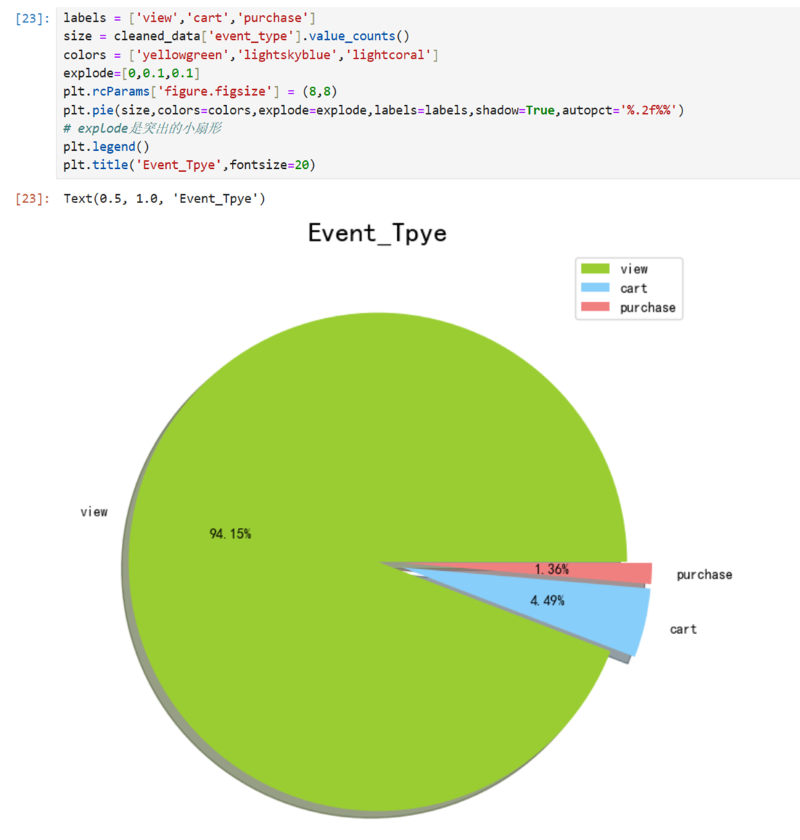 [23]: labels = ['view','cart','purchase']
size = cleaned_data['event_type'].value_counts()
colors = ['yellowgreen','lightskyblue','lightcoral']
explode=[0,0.1,0.1]
plt.rcParams['figure.figsize'] = (8,8)
plt.pie(size,colors=colors,explode=explode,labels=labels,shadow=True,autopct='%.2f%%')
# explode是突出的小扇形
plt.legend()
plt.title('Event_Tpye',fontsize=20)
[23]: Text(0.5, 1.0, 'Event_Tpye')
Event_Tpye
view
cart
purchase
view
94.15%
1.36%
purchase
4.49%
cart